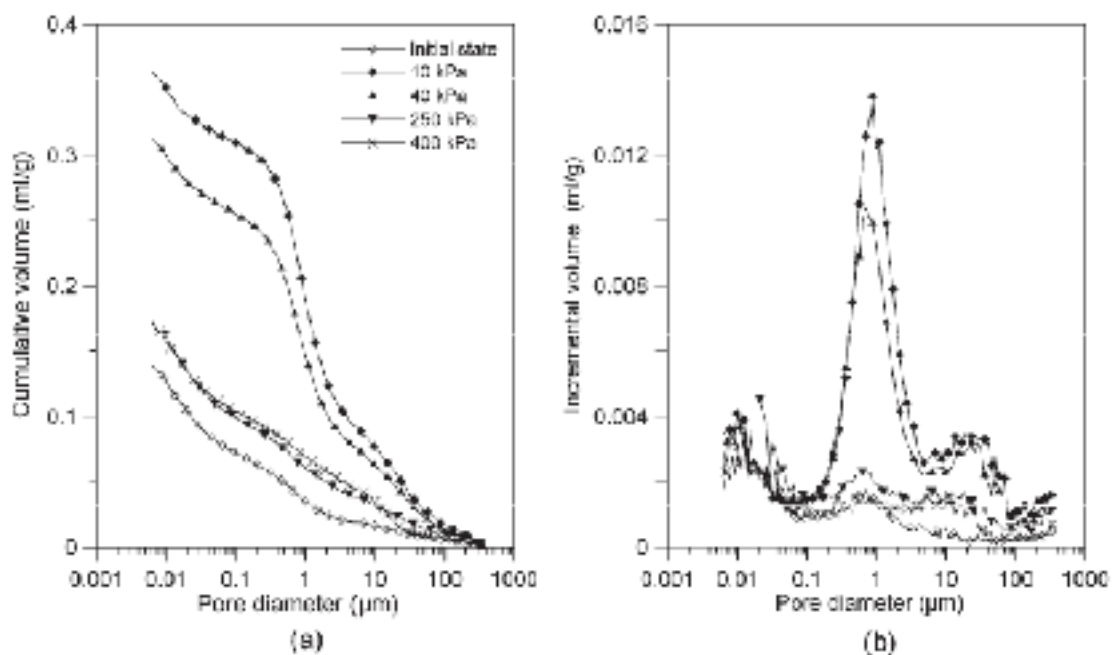 0.4
0.3
0.2
0.1
0
Cumulative volume (ml/g)
Initial state
10 kPa
40 kPa
250 kPa
400 kPa
0.001 0.01 0.1 1 10 100 1000
Pore diameter (µm)
(a)
0.016
0.012
0.008
0.004
0
Incremental volume (ml/g)
0.001 0.01 0.1 1 10 100 1000
Pore diameter (µm)
(b)